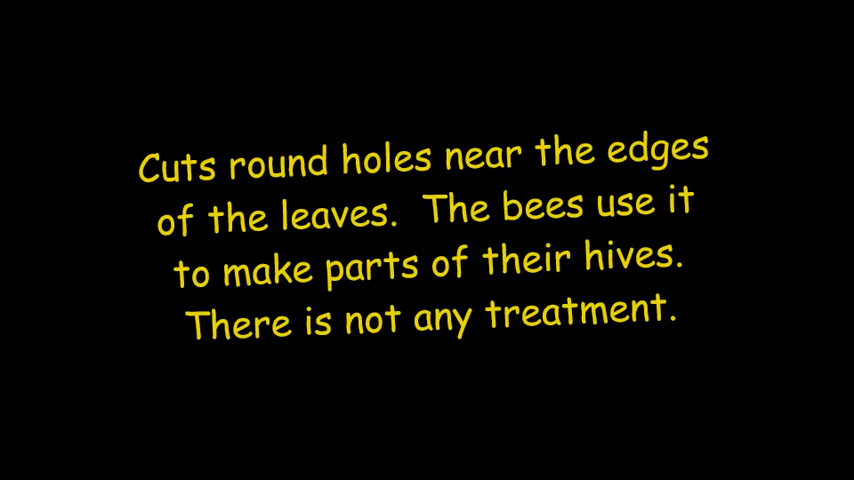 Cuts round holes near the edges
of the leaves.  The bees use it
to make parts of their hives.
There is not any treatment.